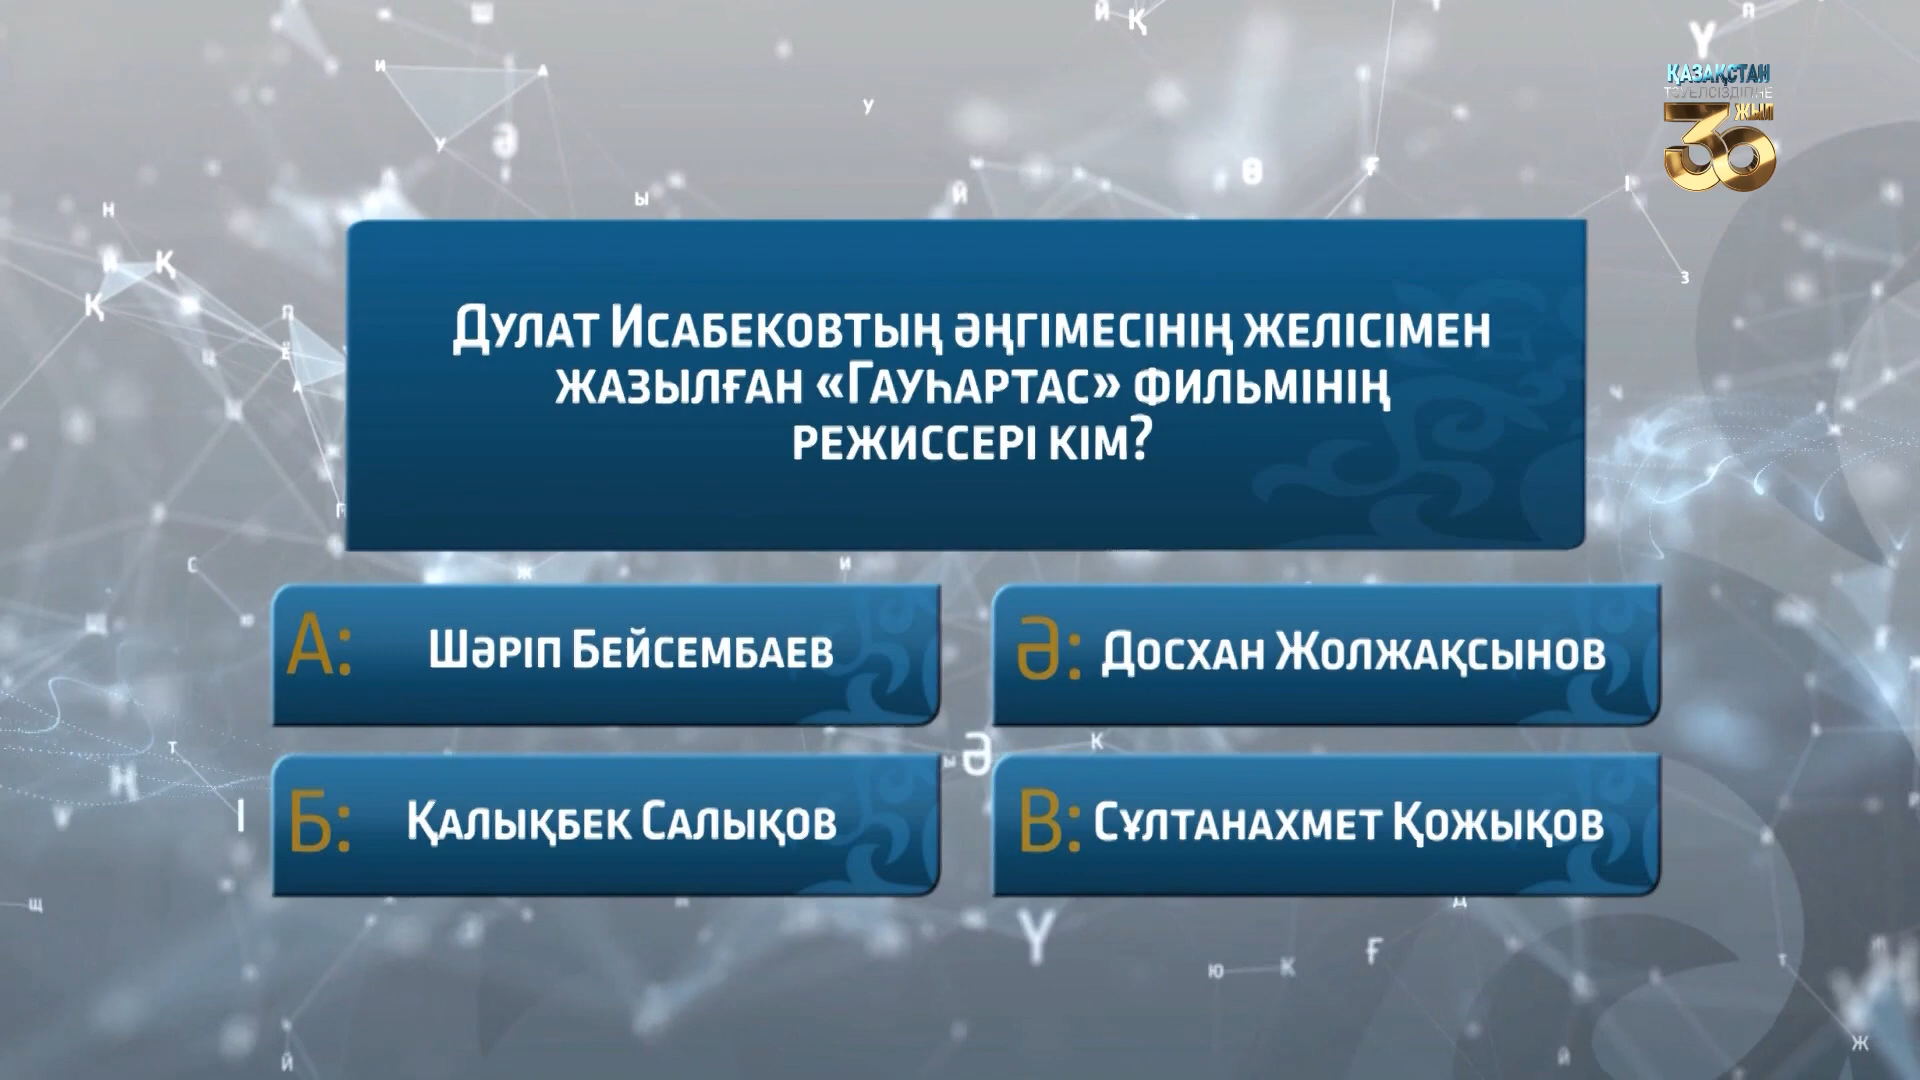 ҚАЗАҚСТАН
ТӘУЕЛСІЗДІГІНЕ
30 ЖЫЛ
Дулат Исабековтың әңгімесінің желісімен
жазылған «Гауһартас» фильмінің
режиссері кім?
А: Шәріп Бейсембаев
Ә: Досхан Жолжақсынов
Б: Қалықбек Салықов
В: Сұлтанахмет Қожықов